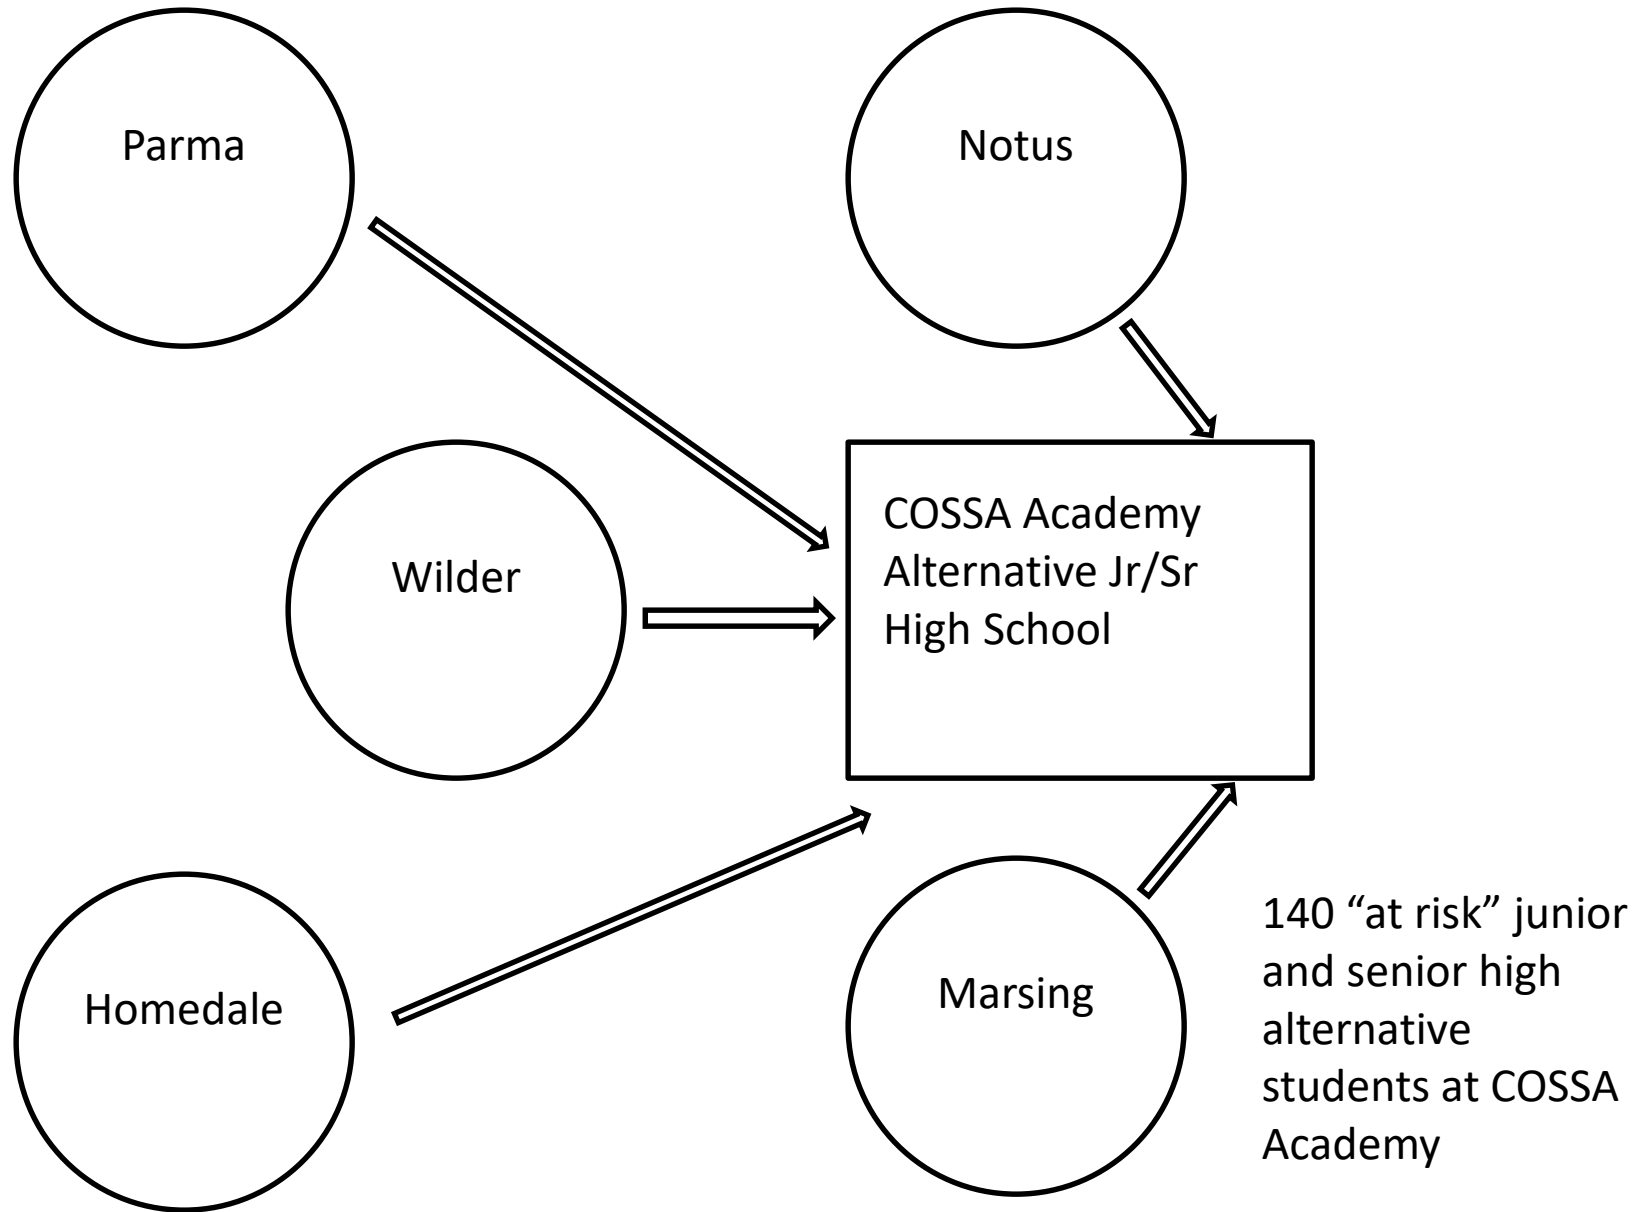 Parma
Notus
COSSA Academy
Alternative Jr/Sr
High School
Wilder
Homedale
Marsing
140 “at risk” junior
and senior high
alternative
students at COSSA
Academy